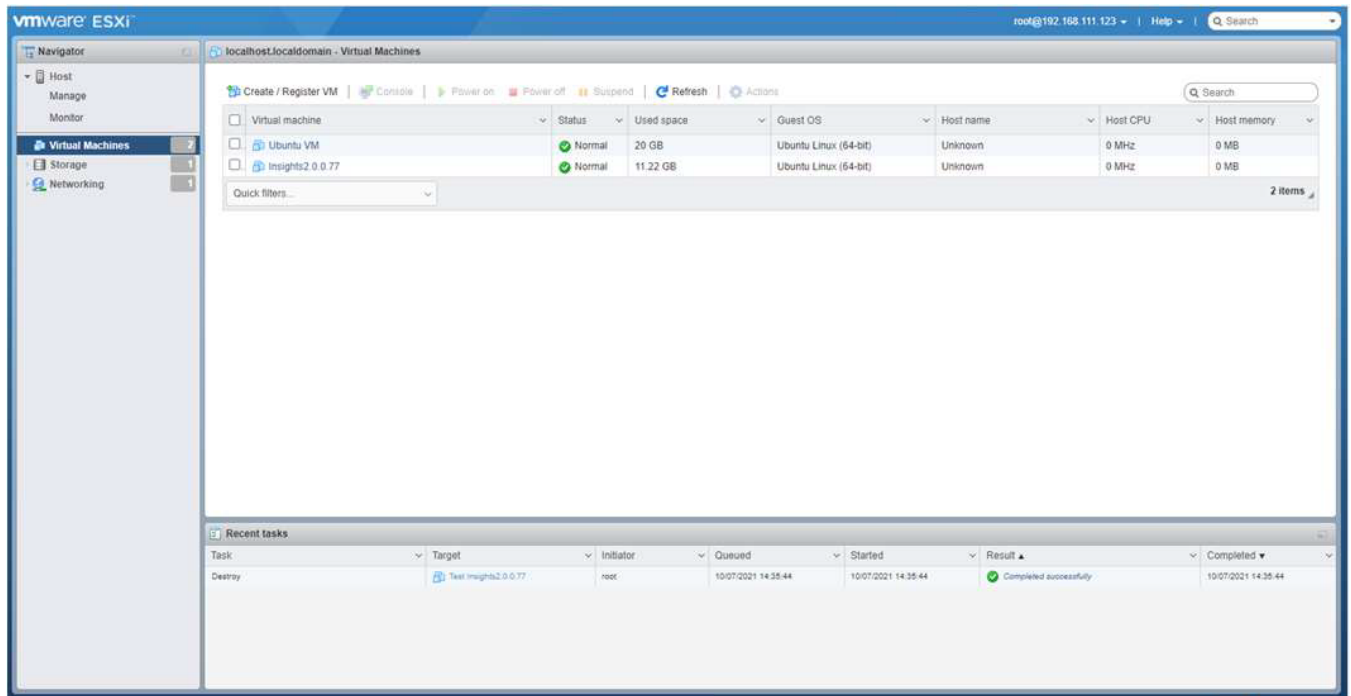 vmware ESXi
root@192.168.111.123 | Help | Search
Navigator
localhost.localdomain - Virtual Machines
Host
Manage
Monitor
Virtual Machines 2
Storage 1
Networking 1
Create / Register VM | Console | Power on Power off Suspend | Refresh | Actions
Search
Virtual machine Status Used space Guest OS Host name Host CPU Host memory
Ubuntu VM Normal 20 GB Ubuntu Linux (64-bit) Unknown 0 MHz 0 MB
Insights2.0.0.77 Normal 11.22 GB Ubuntu Linux (64-bit) Unknown 0 MHz 0 MB
Quick filters...
2 items
Recent tasks
Task Target Initiator Queued Started Result Completed
Destroy Test Insights2.0.0.77 root 10/07/2021 14:35:44 10/07/2021 14:35:44 Completed successfully 10/07/2021 14:35:44